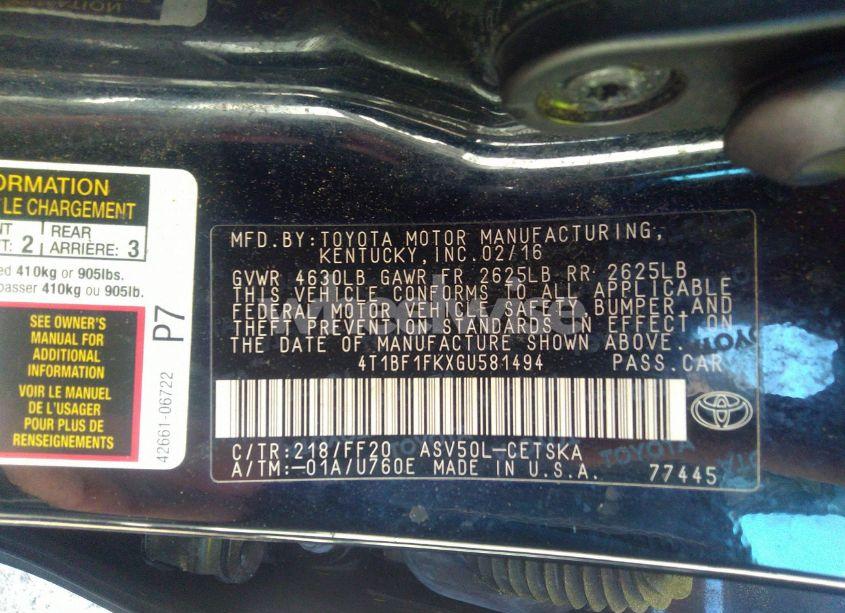 ORMATION
LE CHARGEMENT
NT
T: 2
REAR
ARRIÈRE: 3
ed 410kg or 905lbs.
passer 410kg ou 905lb.
SEE OWNER'S
MANUAL FOR
ADDITIONAL
INFORMATION
VOIR LE MANUEL
DE L'USAGER
POUR PLUS DE
RENSEIGNEMENTS
P7
42661-06722
MFD.BY:TOYOTA MOTOR MANUFACTURING,
KENTUCKY,INC.02/16
GVWR 4630LB GAWR FR 2625LB RR 2625LB
THIS VEHICLE CONFORMS TO ALL APPLICABLE
FEDERAL MOTOR VEHICLE SAFETY,BUMPER,AND
THEFT PREVENTION STANDARDS IN EFFECT ON
THE DATE OF MANUFACTURE SHOWN ABOVE.
4T1BF1FKXGU581494 PASS.CAR
C/TR:218/FF20 ASV50L-CETSKA
A/TM:-01A/U760E MADE IN U.S.A. 77445
TOYOTA